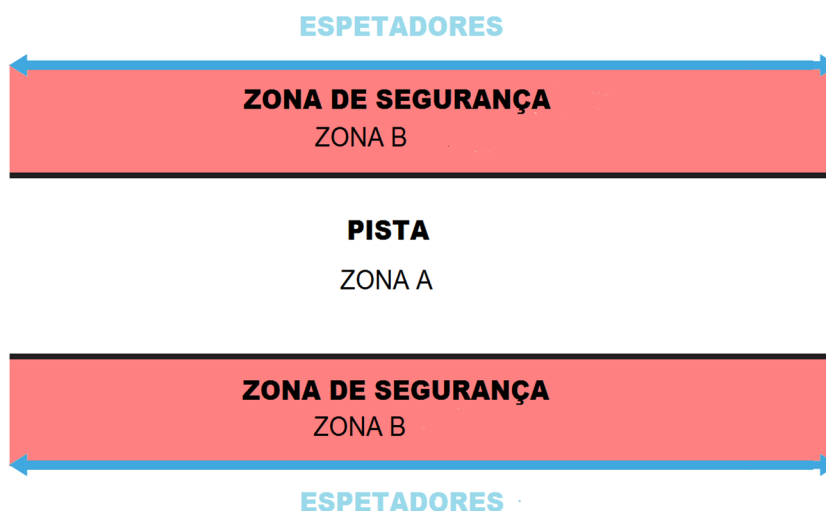 ESPETADORES
ZONA DE SEGURANÇA
ZONA B
PISTA
ZONA A
ZONA DE SEGURANÇA
ZONA B
ESPETADORES